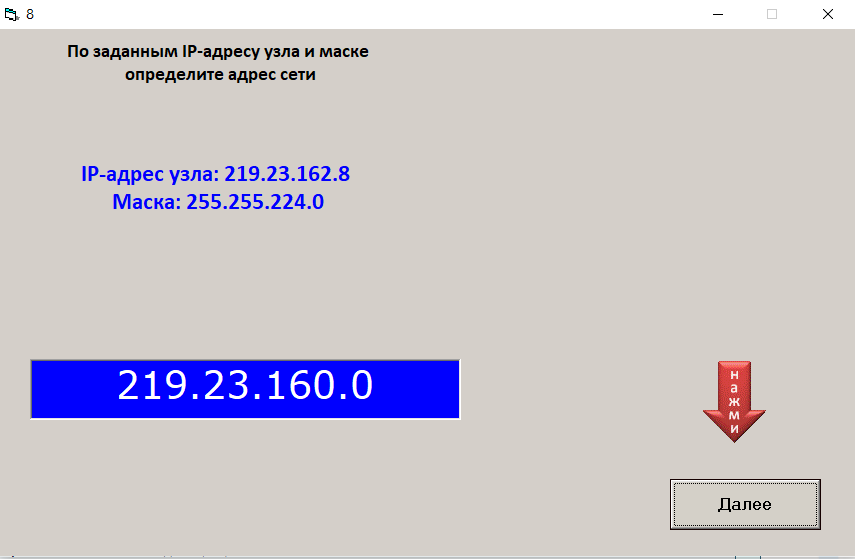 8
По заданным IP-адресу узла и маске
определите адрес сети
IP-адрес узла: 219.23.162.8
Маска: 255.255.224.0
219.23.160.0
нажми
Далее